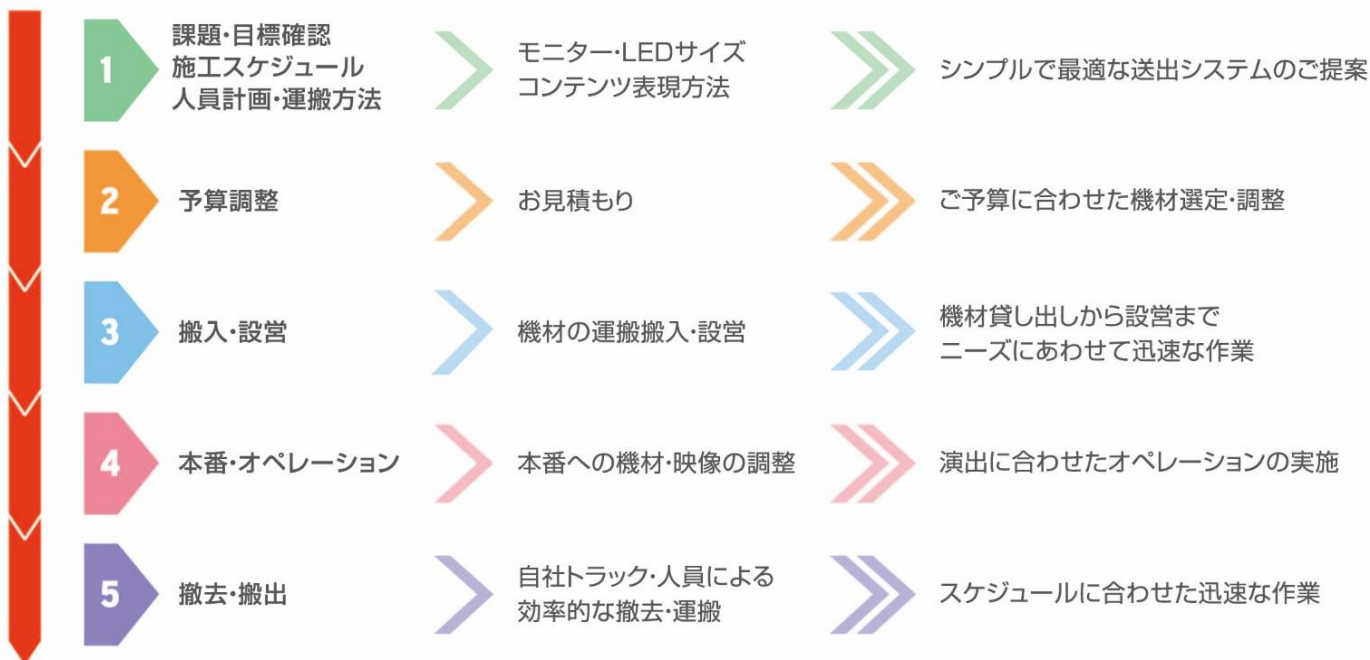 1
課題・目標確認
施工スケジュール
人員計画・運搬方法
モニター・LEDサイズ
コンテンツ表現方法
シンプルで最適な送出システムのご提案
2
予算調整
お見積もり
ご予算に合わせた機材選定・調整
3
搬入・設営
機材の運搬搬入・設営
機材貸し出しから設営まで
ニーズにあわせて迅速な作業
4
本番・オペレーション
本番への機材・映像の調整
演出に合わせたオペレーションの実施
5
撤去・搬出
自社トラック・人員による
効率的な撤去・運搬
スケジュールに合わせた迅速な作業